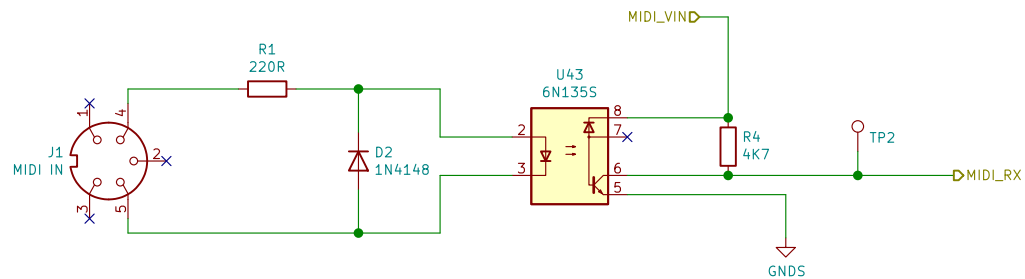 MIDI_VIN
R1
220R
U43
6N135S
1
4
8
2
7
R4
4K7
TP2
J1
MIDI IN
2
D2
1N4148
3
6
MIDI_RX
5
3
5
GNDS